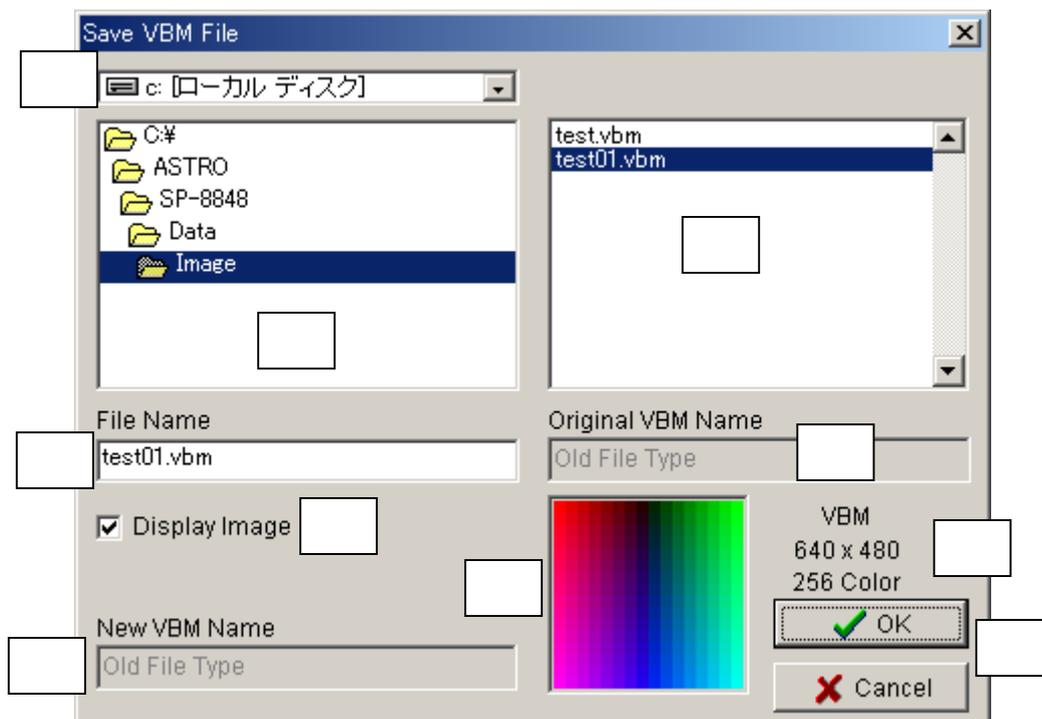 Save VBM File
c: [ローカル ディスク]
C:¥
ASTRO
SP-8848
Data
Image
test.vbm
test01.vbm
File Name
test01.vbm
Original VBM Name
Old File Type
Display Image
VBM
640 x 480
256 Color
New VBM Name
Old File Type
OK
Cancel